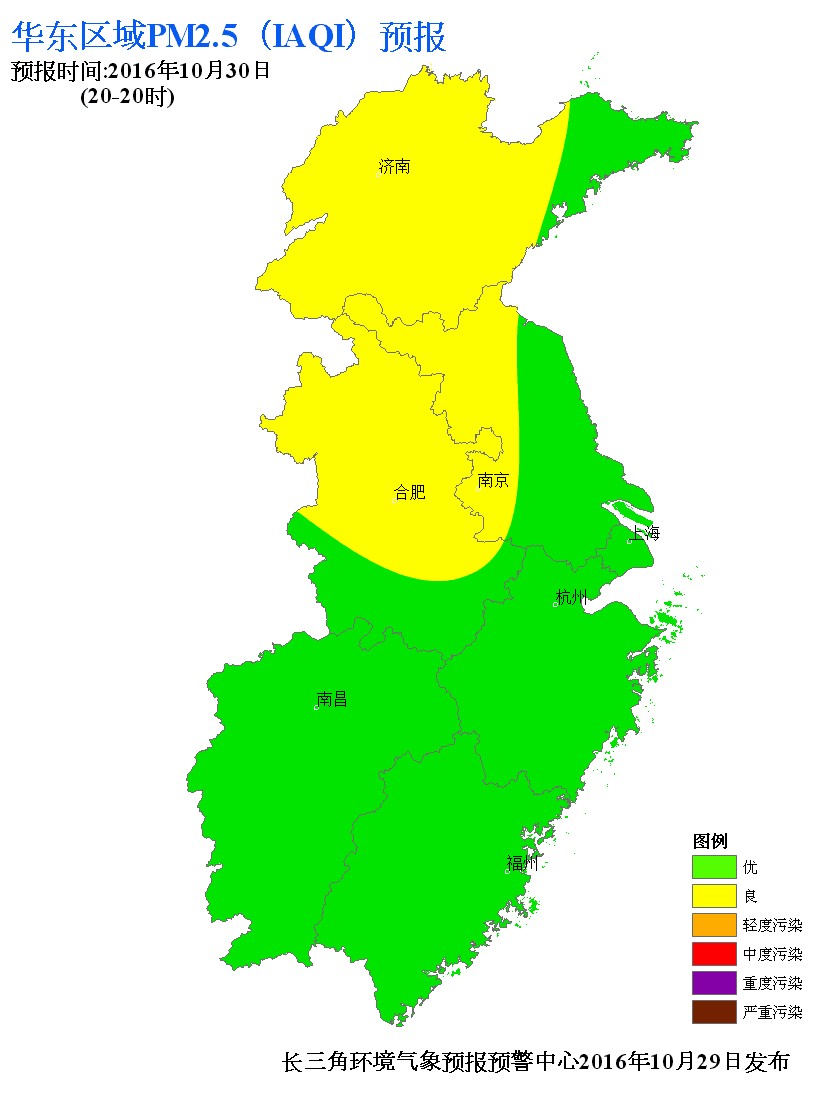 华东区域PM2.5（IAQI）预报
预报时间:2016年10月30日
(20-20时)
济南
南京
合肥
上海
杭州
南昌
福州
图例
优
良
轻度污染
中度污染
重度污染
严重污染
长三角环境气象预报预警中心2016年10月29日发布